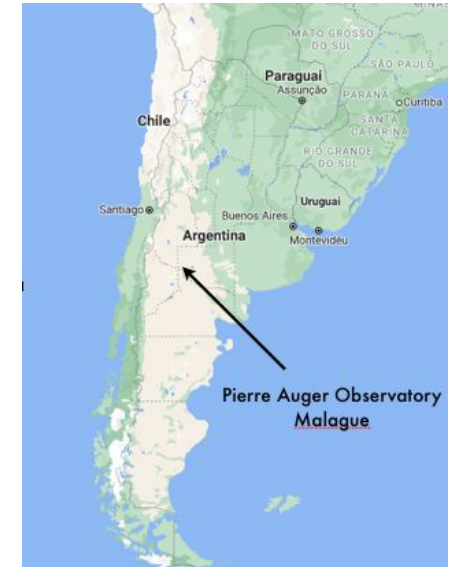 MINAS
MATO GROSSO
DO SUL
SÃO PAULO
Paraguai
Assunção
PARANÁ
Curitiba
SANTA
CATARINA
Chile
RIO GRANDE
DO SUL
Uruguai
Santiago
Buenos Aires
Montevidéu
Argentina
Pierre Auger Observatory
Malague